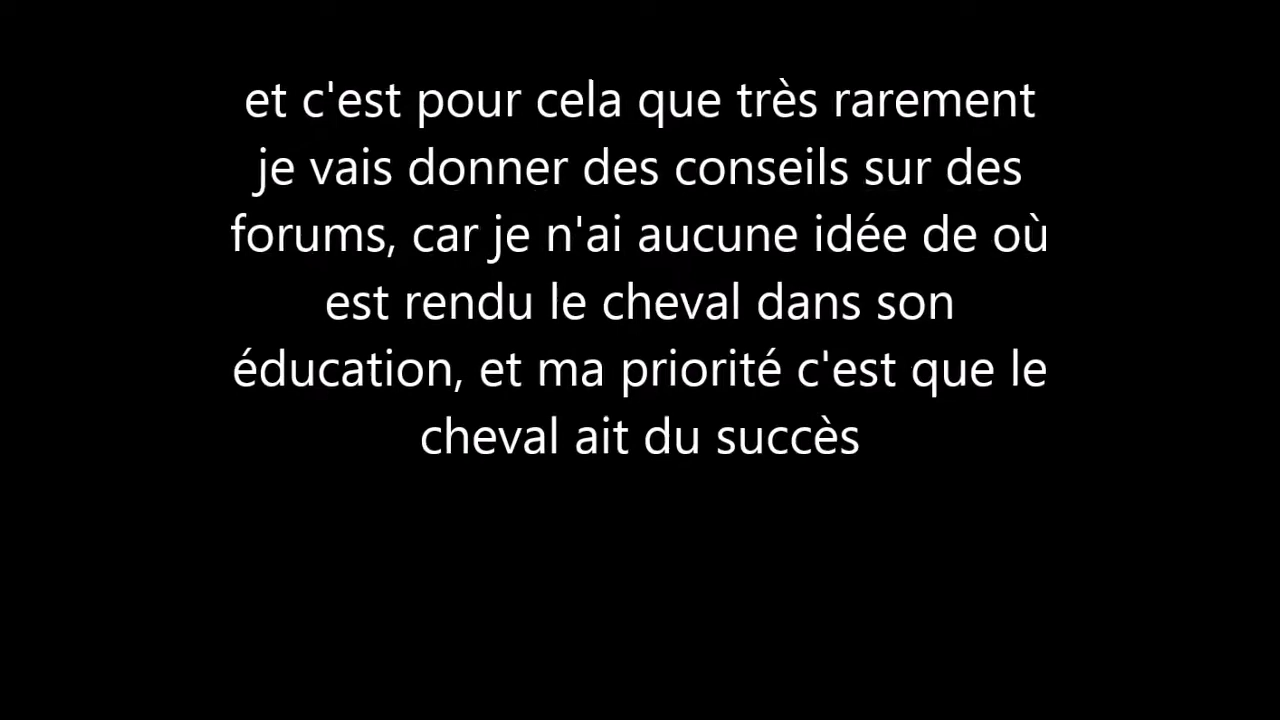 et c'est pour cela que très rarement
je vais donner des conseils sur des
forums, car je n'ai aucune idée de où
est rendu le cheval dans son
éducation, et ma priorité c'est que le
cheval ait du succès